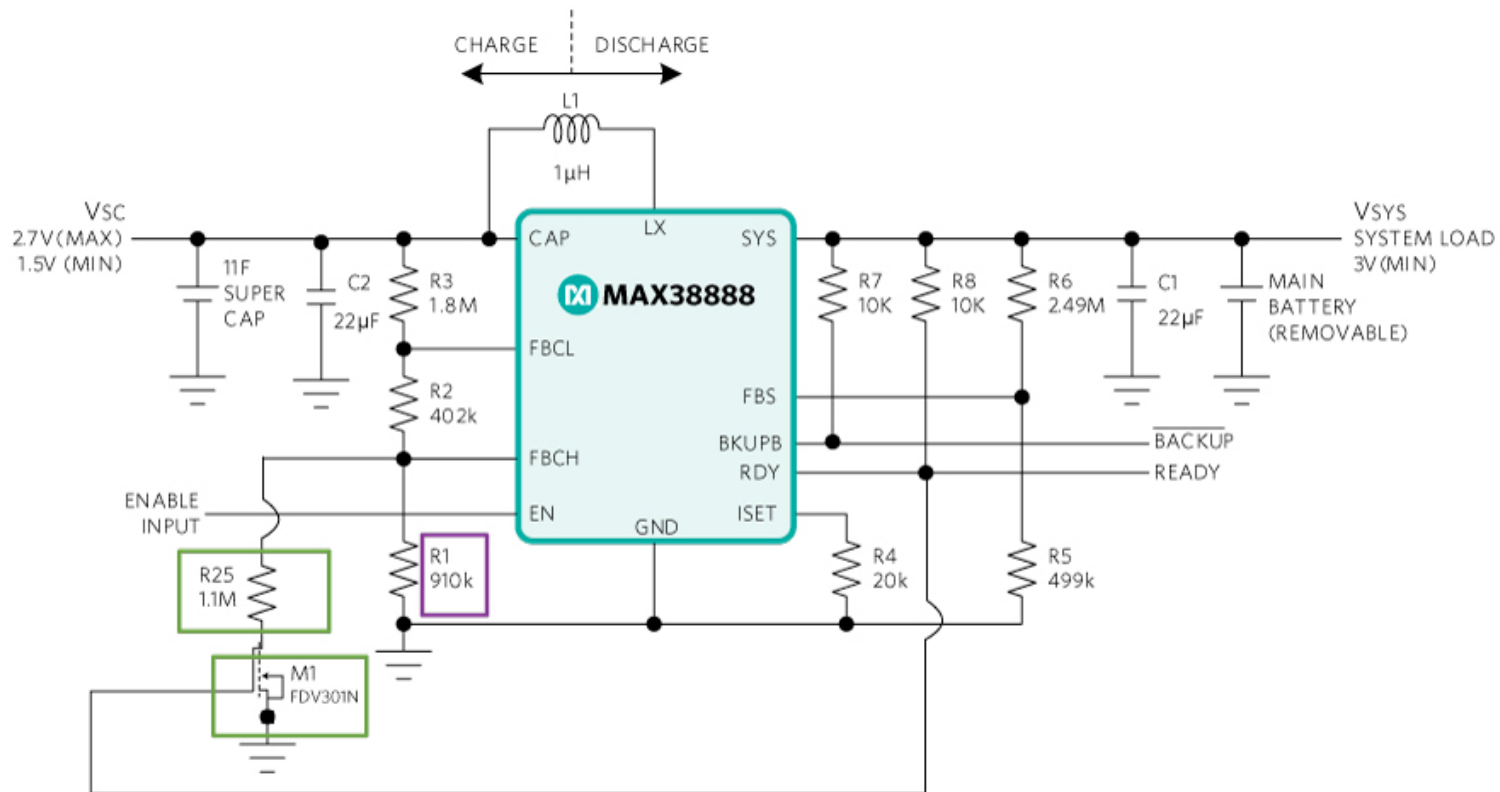 CHARGE
DISCHARGE
L1
1µH
VSC
2.7V(MAX)
1.5V (MIN)
11F
SUPER
CAP
C2
22µF
R3
1.8M
CAP
LX
SYS
MAX38888
R7
10K
R8
10K
R6
2.49M
C1
22µF
MAIN
BATTERY
(REMOVABLE)
VSYS
SYSTEM LOAD
3V(MIN)
FBCL
R2
402k
FBS
BKUPB
BACKUP
FBCH
RDY
READY
ENABLE
INPUT
EN
GND
ISET
R1
910k
R4
20k
R5
499k
R25
1.1M
M1
FDV301N